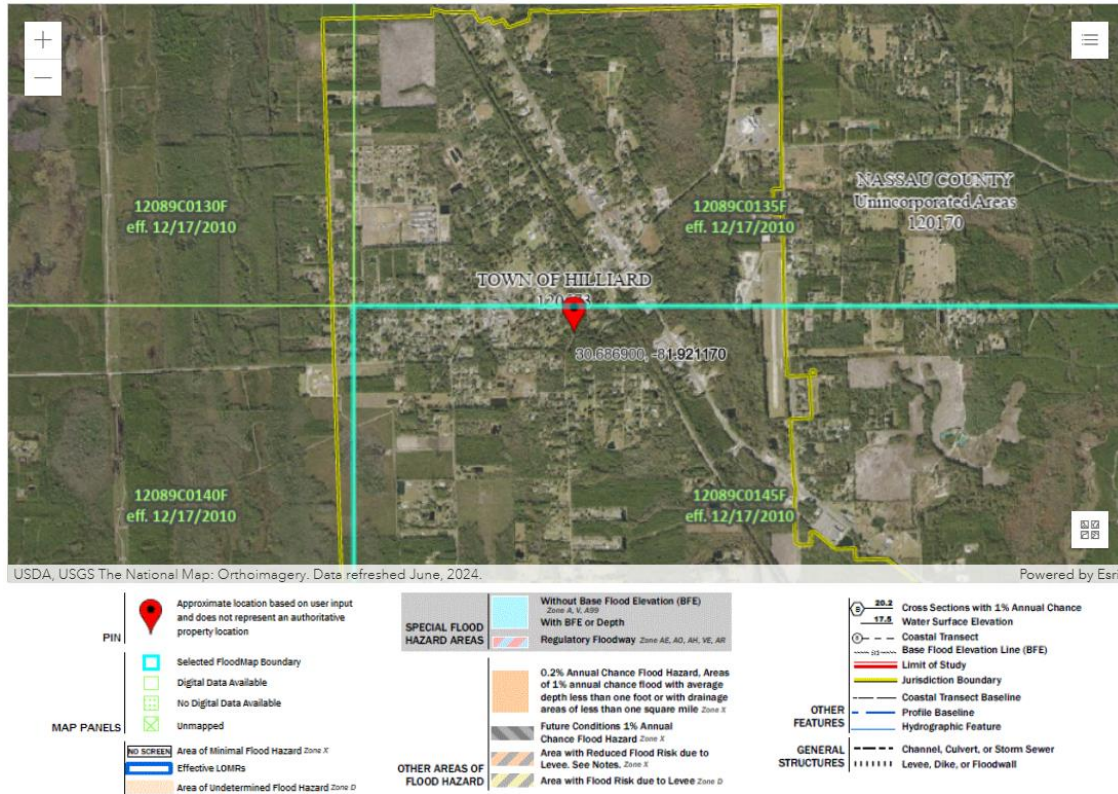 +
−
12089C0130F
eff. 12/17/2010
12089C0135F
eff. 12/17/2010
NASSAU COUNTY
Unincorporated Areas
120170
TOWN OF HILLIARD
30.686900, -81.921170
12089C0140F
eff. 12/17/2010
12089C0145F
eff. 12/17/2010
USDA, USGS The National Map: Orthoimagery. Data refreshed June, 2024.
Powered by Esri
PIN
Approximate location based on user input
and does not represent an authoritative
property location
MAP PANELS
Selected FloodMap Boundary
Digital Data Available
No Digital Data Available
Unmapped
NO SCREEN Area of Minimal Flood Hazard Zone X
Effective LOMRs
Area of Undetermined Flood Hazard Zone D
SPECIAL FLOOD
HAZARD AREAS
Without Base Flood Elevation (BFE)
Zone A, V, A99
With BFE or Depth
Regulatory Floodway Zone AE, AO, AH, VE, AR
OTHER AREAS OF
FLOOD HAZARD
0.2% Annual Chance Flood Hazard, Areas
of 1% annual chance flood with average
depth less than one foot or with drainage
areas of less than one square mile Zone X
Future Conditions 1% Annual
Chance Flood Hazard Zone X
Area with Reduced Flood Risk due to
Levee. See Notes. Zone X
Area with Flood Risk due to Levee Zone D
OTHER
FEATURES
20.2 Cross Sections with 1% Annual Chance
17.5 Water Surface Elevation
Coastal Transect
Base Flood Elevation Line (BFE)
Limit of Study
Jurisdiction Boundary
Coastal Transect Baseline
Profile Baseline
Hydrographic Feature
GENERAL
STRUCTURES
Channel, Culvert, or Storm Sewer
Levee, Dike, or Floodwall